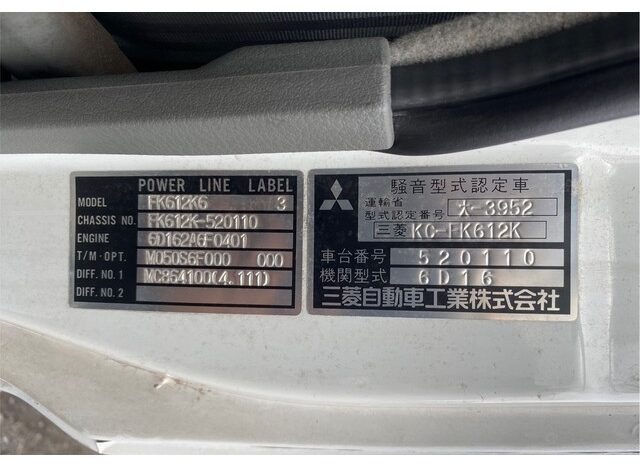 POWER LINE LABEL
MODEL FK612K6 3
CHASSIS NO. FK612K-520110
ENGINE 6D162A6F0401
T/M·OPT. M050S6F000 000
DIFF. NO.1 MC864100(4.111)
DIFF. NO.2
騒音型式認定車
運輸省
型式認定番号 大-3952
三菱 KC-FK612K
車台番号 520110
機関型式 6D16
三菱自動車工業株式会社